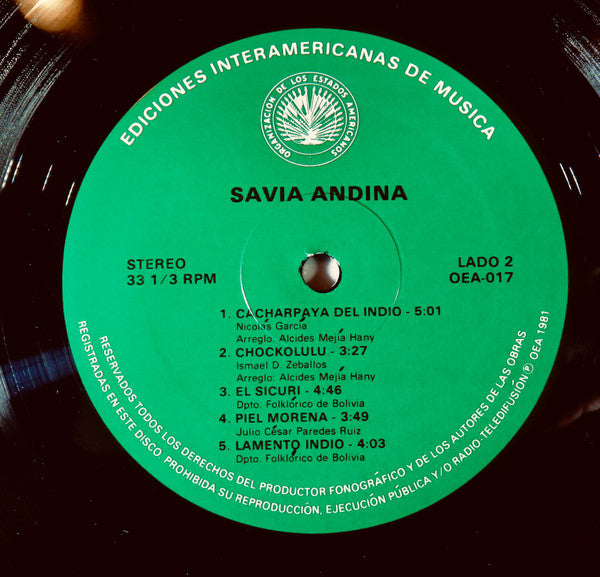 EDICIONES INTERAMERICANAS DE MUSICA
ORGANIZACION DE LOS ESTADOS AMERICANOS
SAVIA ANDINA
STEREO
33 1/3 RPM
LADO 2
OEA-017
1. CACHARPAYA DEL INDIO - 5:01
Nicolás García
Arreglo: Alcides Mejía Hany
2. CHOCKOLULU - 3:27
Ismael D. Zeballos
Arreglo: Alcides Mejía Hany
3. EL SICURI - 4:46
Dpto. Folklórico de Bolivia
4. PIEL MORENA - 3:49
Julio César Paredes Ruiz
5. LAMENTO INDIO - 4:03
Dpto. Folklórico de Bolivia
RESERVADOS TODOS LOS DERECHOS DEL PRODUCTOR FONOGRÁFICO Y DE LOS AUTORES DE LAS OBRAS
REGISTRADAS EN ESTE DISCO. PROHIBIDA SU REPRODUCCIÓN, EJECUCIÓN PÚBLICA Y/O RADIO-TELEDIFUSIÓN ℗ OEA 1981